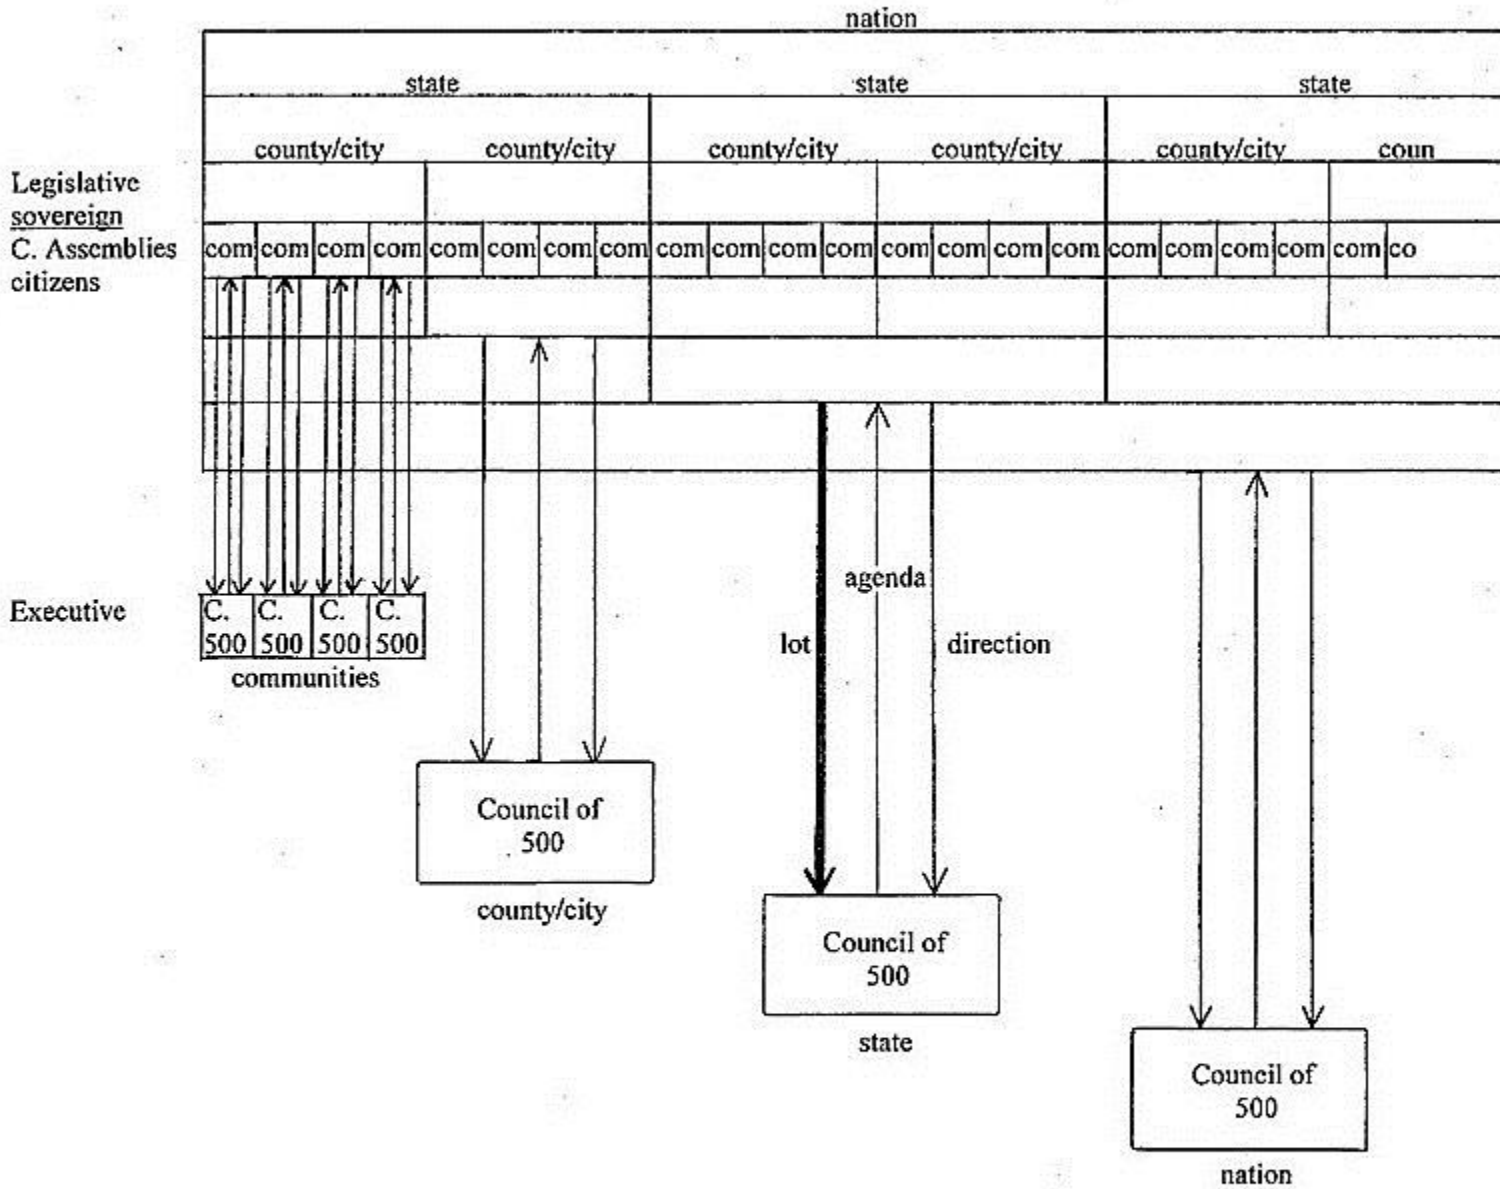 nation
state state state
county/city county/city county/city county/city county/city coun
Legislative
sovereign
C. Assemblies com com com com com com com com com com com com com com com com com com com com com co
citizens
agenda
lot direction
Executive C. C. C. C.
500 500 500 500
communities
Council of
500
county/city
Council of
500
state
Council of
500
nation